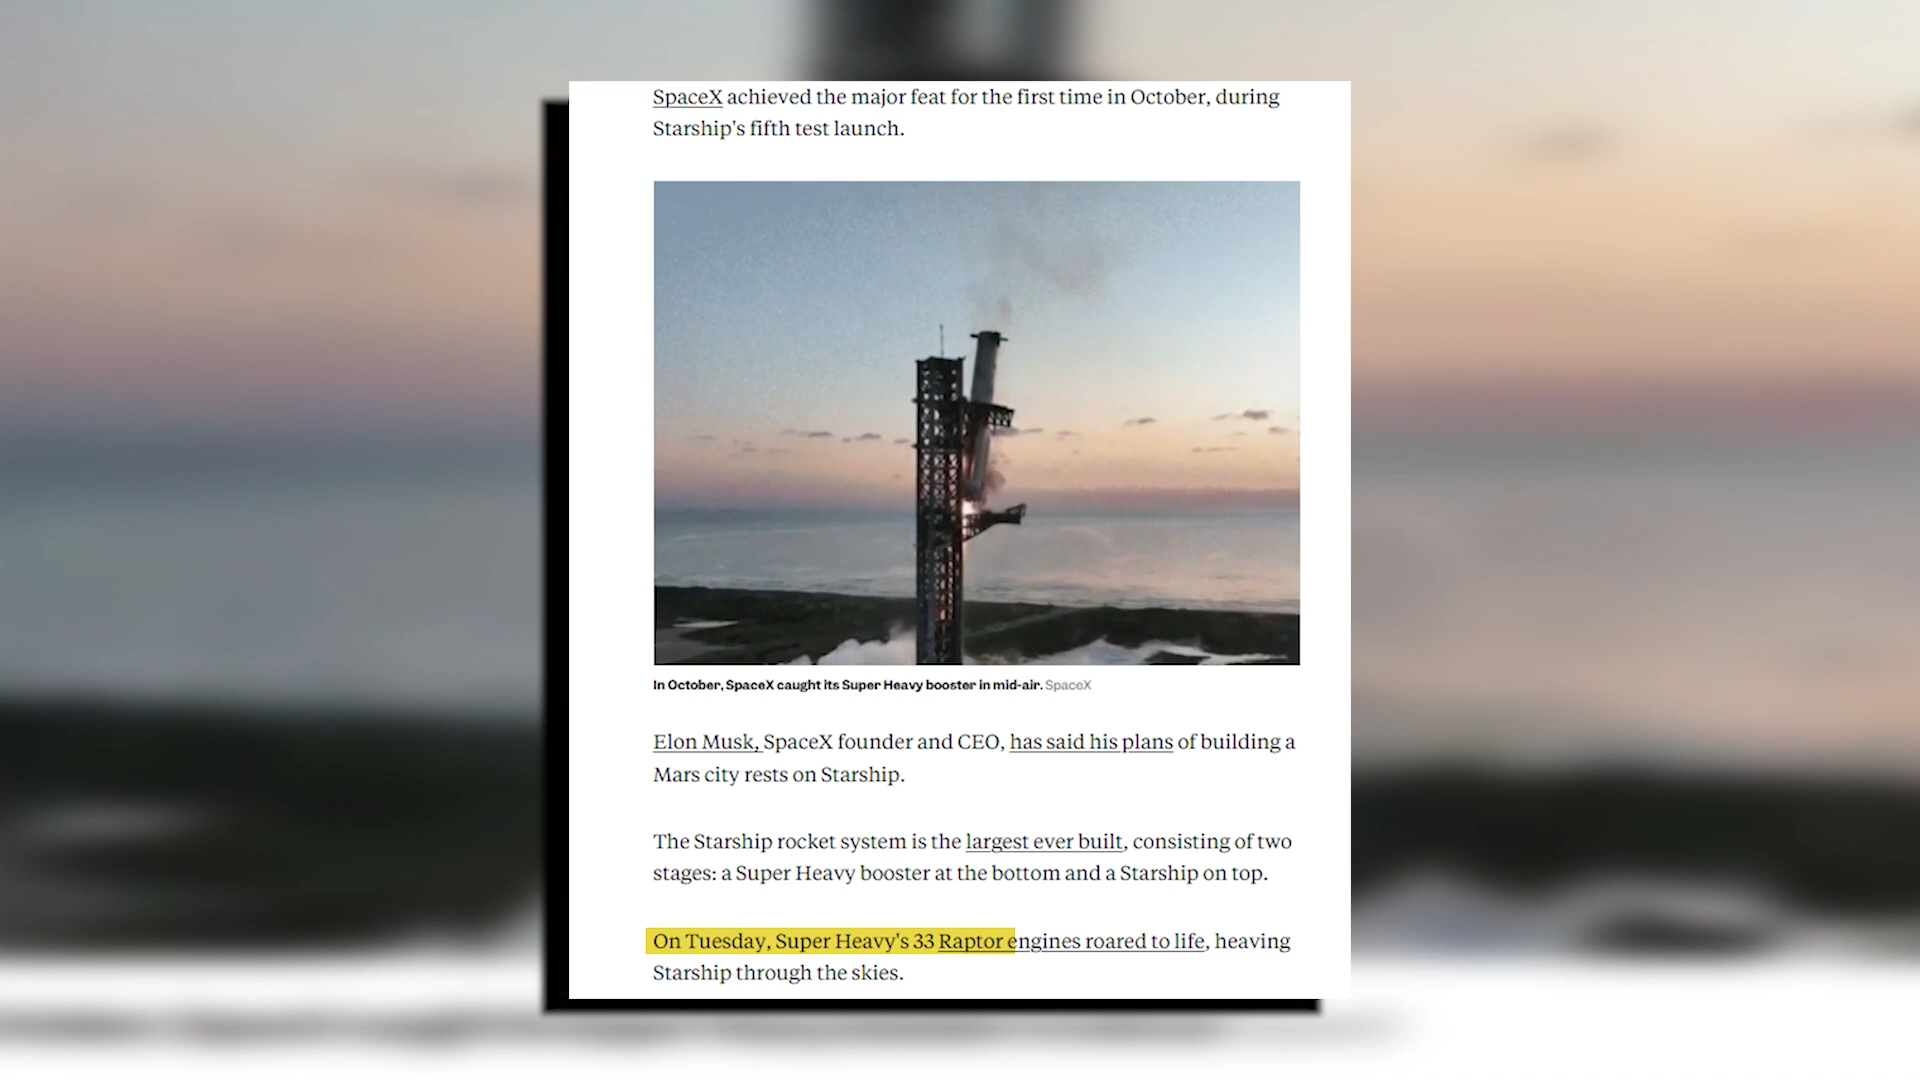 SpaceX achieved the major feat for the first time in October, during
Starship's fifth test launch.
In October, SpaceX caught its Super Heavy booster in mid-air. SpaceX
Elon Musk, SpaceX founder and CEO, has said his plans of building a
Mars city rests on Starship.
The Starship rocket system is the largest ever built, consisting of two
stages: a Super Heavy booster at the bottom and a Starship on top.
On Tuesday, Super Heavy's 33 Raptor engines roared to life, heaving
Starship through the skies.